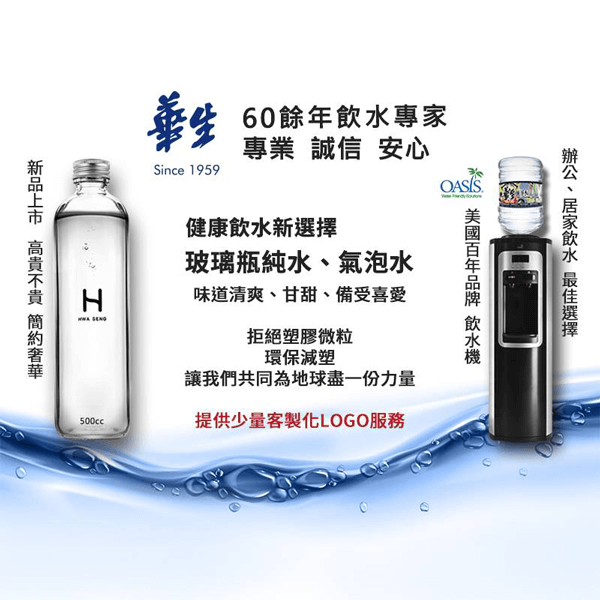 華生
Since 1959
60餘年飲水專家
專業 誠信 安心
新品上市 高貴不貴 簡約奢華
H
HWA SENG
500cc
健康飲水新選擇
玻璃瓶純水、氣泡水
味道清爽、甘甜、備受喜愛
拒絕塑膠微粒
環保減塑
讓我們共同為地球盡一份力量
提供少量客製化LOGO服務
OASIS
Water Friendly Solutions
美國百年品牌 飲水機
辦公、居家飲水 最佳選擇